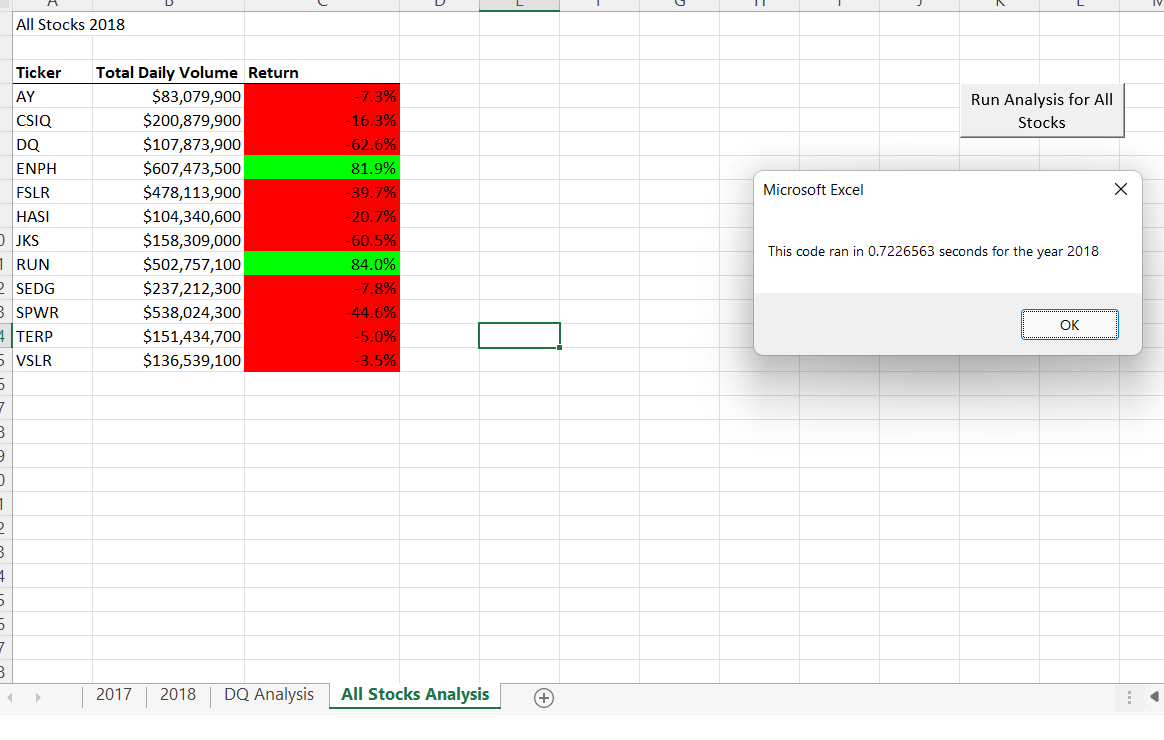 All Stocks 2018
Ticker Total Daily Volume Return
AY $83,079,900 -7.3%
CSIQ $200,879,900 -16.3%
DQ $107,873,900 -62.6%
ENPH $607,473,500 81.9%
FSLR $478,113,900 -39.7%
HASI $104,340,600 -20.7%
JKS $158,309,000 -60.5%
RUN $502,757,100 84.0%
SEDG $237,212,300 -7.8%
SPWR $538,024,300 -44.6%
TERP $151,434,700 -5.0%
VSLR $136,539,100 -3.5%
Run Analysis for All
Stocks
Microsoft Excel
This code ran in 0.7226563 seconds for the year 2018
OK
2017 2018 DQ Analysis All Stocks Analysis